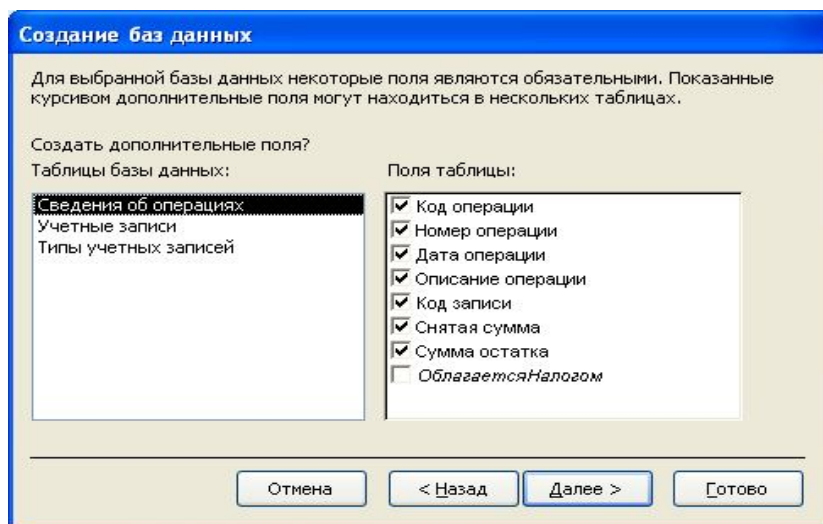 Создание баз данных
Для выбранной базы данных некоторые поля являются обязательными. Показанные
курсивом дополнительные поля могут находиться в нескольких таблицах.
Создать дополнительные поля?
Таблицы базы данных:
Сведения об операциях
Учетные записи
Типы учетных записей
Поля таблицы:
Код операции
Номер операции
Дата операции
Описание операции
Код записи
Снятая сумма
Сумма остатка
ОблагаетсяНалогом
Отмена
< Назад
Далее >
Готово